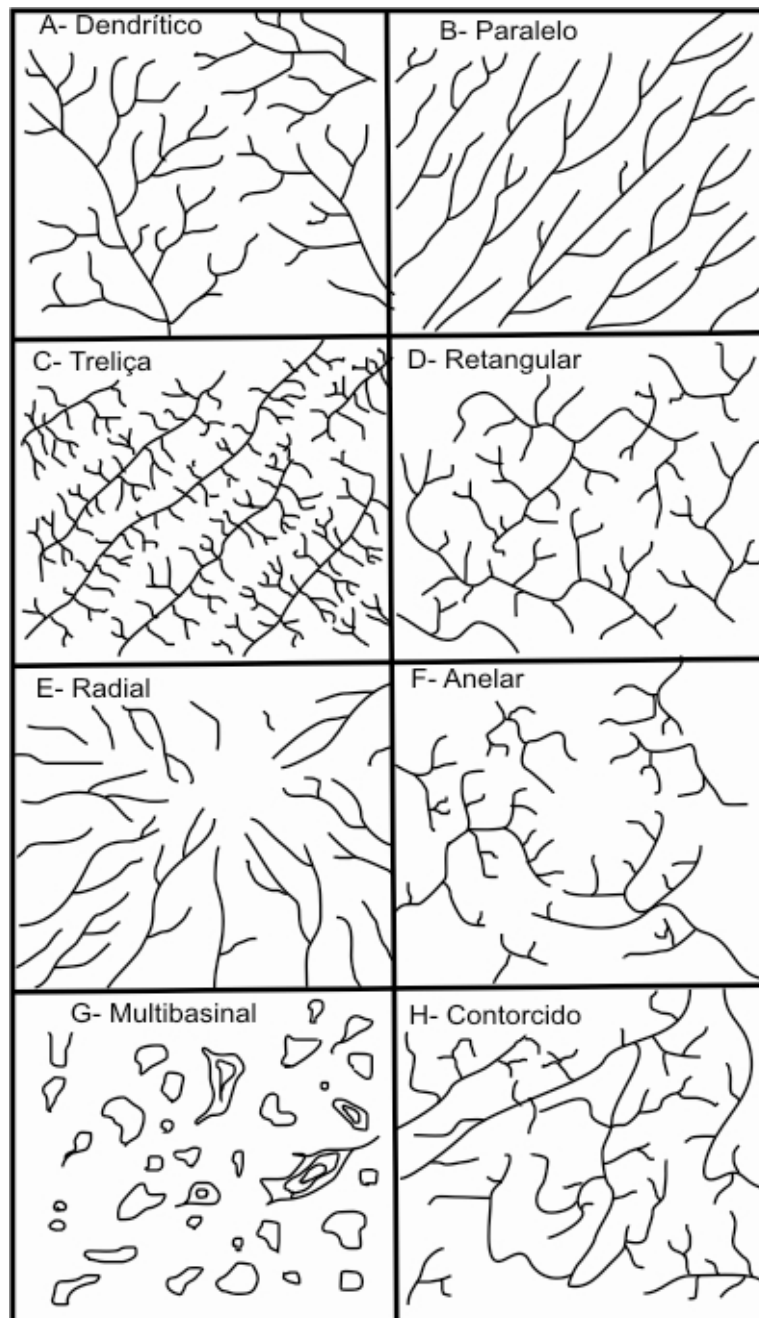 A- Dendrítico
B- Paralelo
C- Treliça
D- Retangular
E- Radial
F- Anelar
G- Multibasinal
H- Contorcido